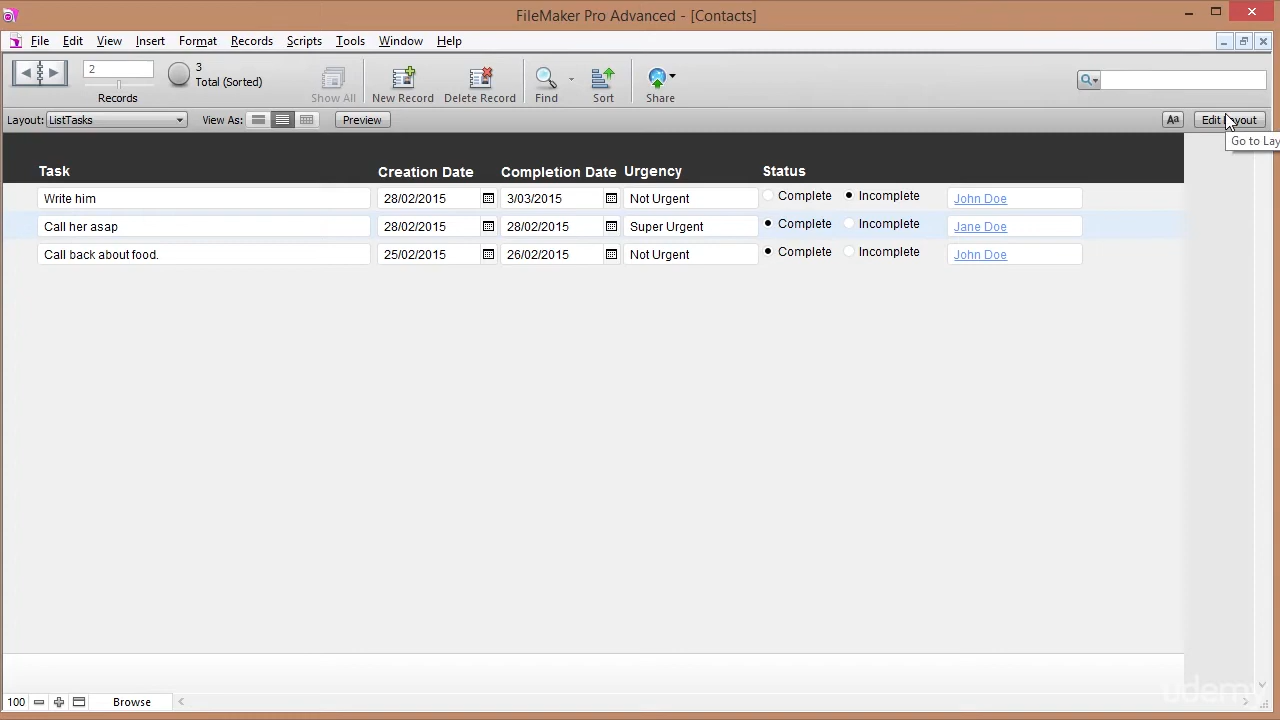 FileMaker Pro Advanced - [Contacts]
File Edit View Insert Format Records Scripts Tools Window Help
2
3
Total (Sorted)
Records
Show All
New Record
Delete Record
Find
Sort
Share
Layout: ListTasks
View As:
Preview
Aa
Edit Layout
Go to Lay
Task Creation Date Completion Date Urgency Status
Write him 28/02/2015 3/03/2015 Not Urgent Complete Incomplete John Doe
Call her asap 28/02/2015 28/02/2015 Super Urgent Complete Incomplete Jane Doe
Call back about food. 25/02/2015 26/02/2015 Not Urgent Complete Incomplete John Doe
100
Browse
udemy